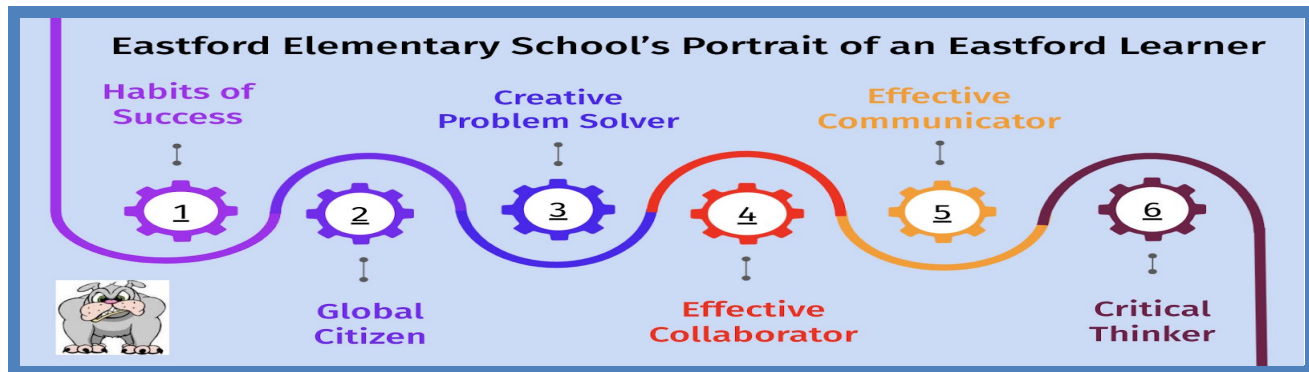 Eastford Elementary School's Portrait of an Eastford Learner
Habits of
Success
1
Global
Citizen
2
Creative
Problem Solver
3
Effective
Collaborator
4
Effective
Communicator
5
Critical
Thinker
6